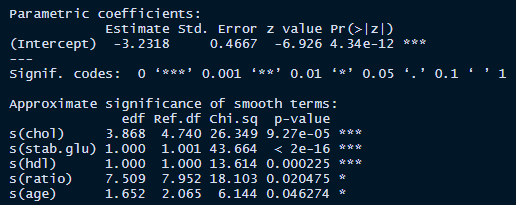 Parametric coefficients:
            Estimate Std. Error z value Pr(>|z|)
(Intercept)  -3.2318     0.4667  -6.926 4.34e-12 ***
---
Signif. codes:  0 ‘***’ 0.001 ‘**’ 0.01 ‘*’ 0.05 ‘.’ 0.1 ‘ ’ 1
Approximate significance of smooth terms:
              edf Ref.df Chi.sq  p-value
s(chol)     3.868  4.740 26.349 9.27e-05 ***
s(stab.glu) 1.000  1.001 43.664  < 2e-16 ***
s(hdl)      1.000  1.000 13.614 0.000225 ***
s(ratio)    7.509  7.952 18.103 0.020475 *
s(age)      1.652  2.065  6.144 0.046274 *